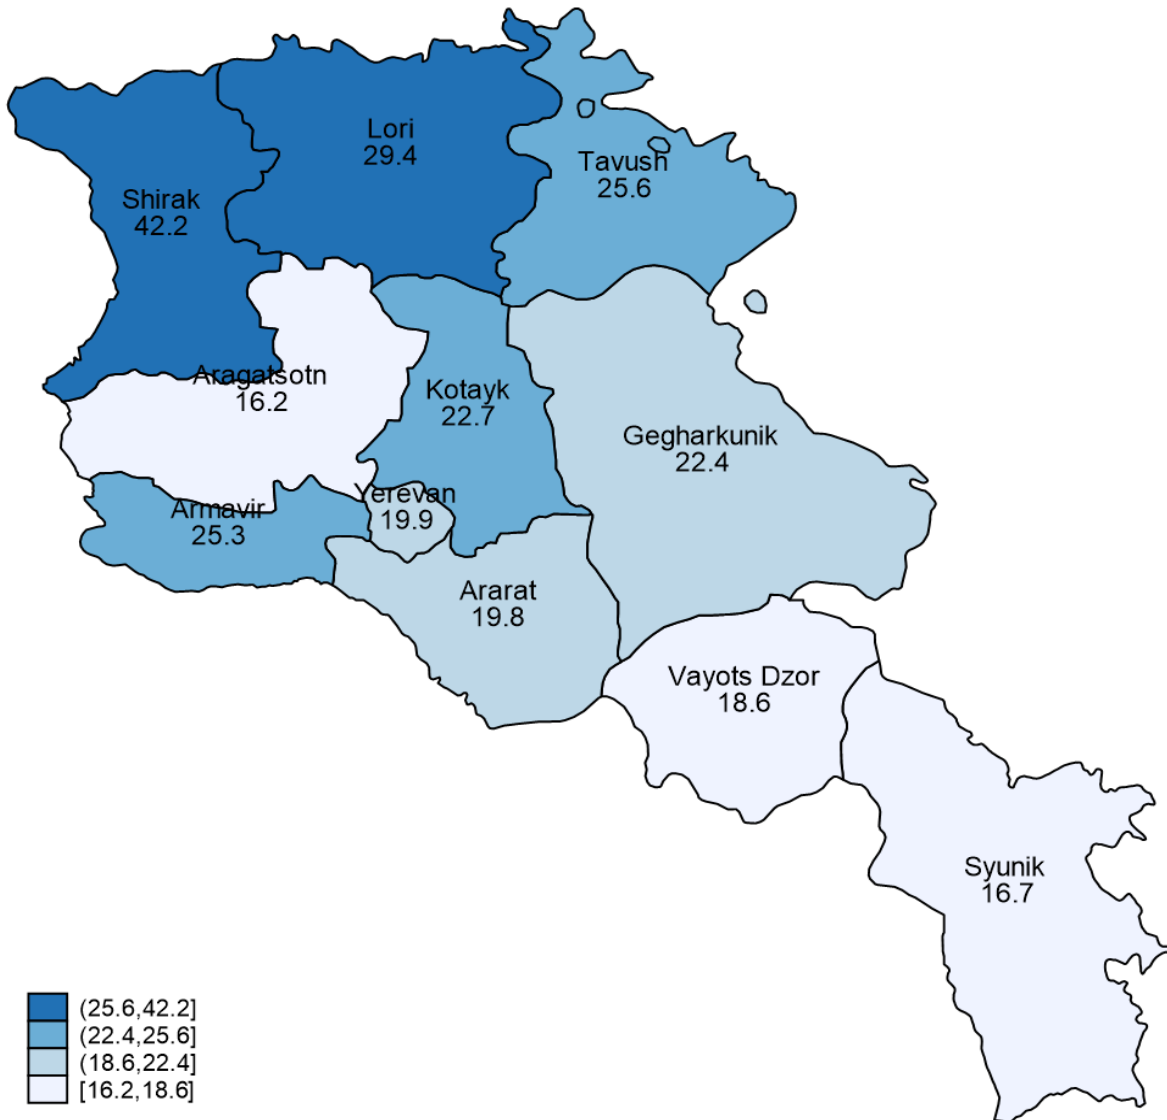 Lori
29.4
Tavush
25.6
Shirak
42.2
Aragatsotn
16.2
Kotayk
22.7
Gegharkunik
22.4
Yerevan
19.9
Armavir
25.3
Ararat
19.8
Vayots Dzor
18.6
Syunik
16.7
(25.6,42.2]
(22.4,25.6]
(18.6,22.4]
[16.2,18.6]